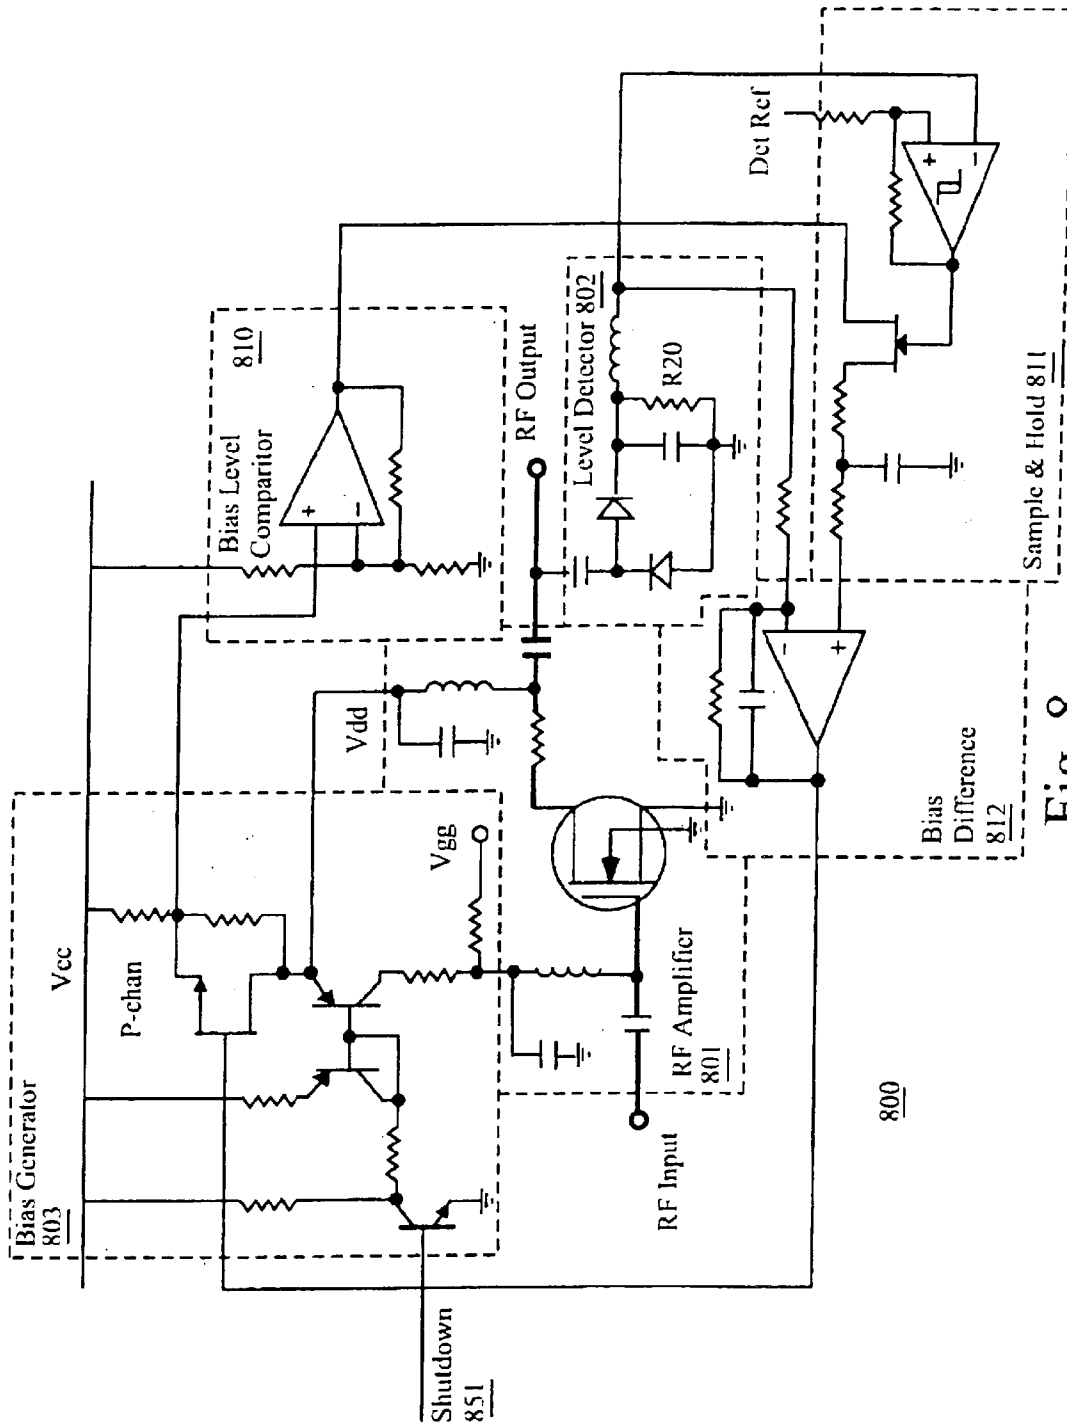 Bias Generator
803
Vcc
P-chan
Vgg
Vdd
Bias Level
Comparitor
810
+
−
RF Output
Level Detector 802
R20
Det Ref
+
−
Sample & Hold 811
−
+
Bias
Difference
812
RF Amplifier
801
RF Input
Shutdown
851
800
Fig. 8